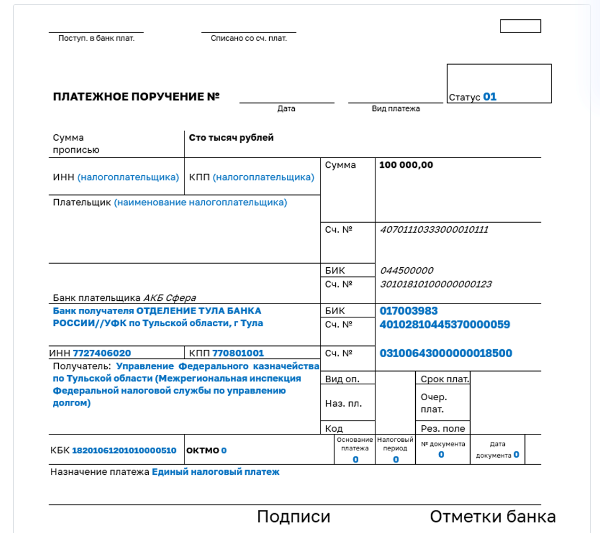 Поступ. в банк плат. Списано со сч. плат.
ПЛАТЕЖНОЕ ПОРУЧЕНИЕ № Статус 01
Дата Вид платежа
Сумма Сто тысяч рублей
прописью
ИНН (налогоплательщика) КПП (налогоплательщика) Сумма 100 000,00
Плательщик (наименование налогоплательщика)
Сч. № 40701110333000010111
БИК 044500000
Сч. № 30101810100000000123
Банк плательщика АКБ Сфера
Банк получателя ОТДЕЛЕНИЕ ТУЛА БАНКА БИК 017003983
РОССИИ//УФК по Тульской области, г Тула Сч. № 40102810445370000059
ИНН 7727406020 КПП 770801001 Сч. № 03100643000000018500
Получатель: Управление Федерального казначейства
по Тульской области (Межрегиональная инспекция Вид оп. Срок плат.
Федеральной налоговой службы по управлению
долгом) Наз. пл. Очер.
плат.
Код Рез. поле
КБК 18201061201010000510 ОКТМО 0 Основание
платежа
0 Налоговый
период
0 № документа
0 Дата
документа 0
Назначение платежа Единый налоговый платеж
Подписи Отметки банка